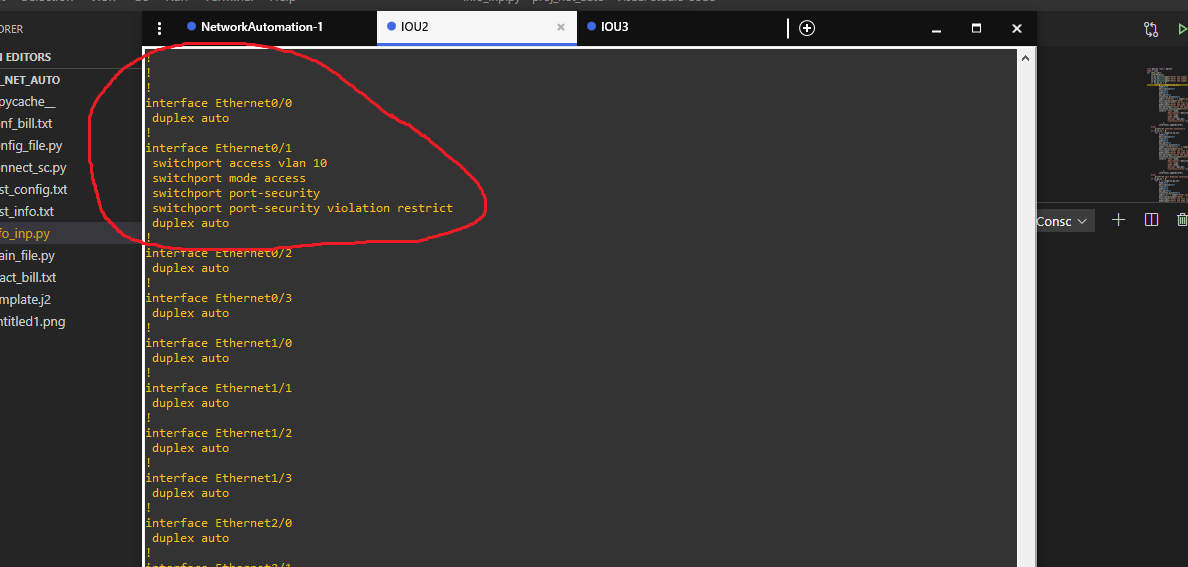 NetworkAutomation-1
IOU2
IOU3
EDITORS
_NET_AUTO
pycache__
nf_bill.txt
nfig_file.py
nnect_sc.py
st_config.txt
st_info.txt
fo_inp.py
ain_file.py
act_bill.txt
mplate.j2
ntitled1.png
!
!
!
interface Ethernet0/0
 duplex auto
!
interface Ethernet0/1
 switchport access vlan 10
 switchport mode access
 switchport port-security
 switchport port-security violation restrict
 duplex auto
!
interface Ethernet0/2
 duplex auto
!
interface Ethernet0/3
 duplex auto
!
interface Ethernet1/0
 duplex auto
!
interface Ethernet1/1
 duplex auto
!
interface Ethernet1/2
 duplex auto
!
interface Ethernet1/3
 duplex auto
!
interface Ethernet2/0
 duplex auto
!
interface Ethernet2/1
Consc